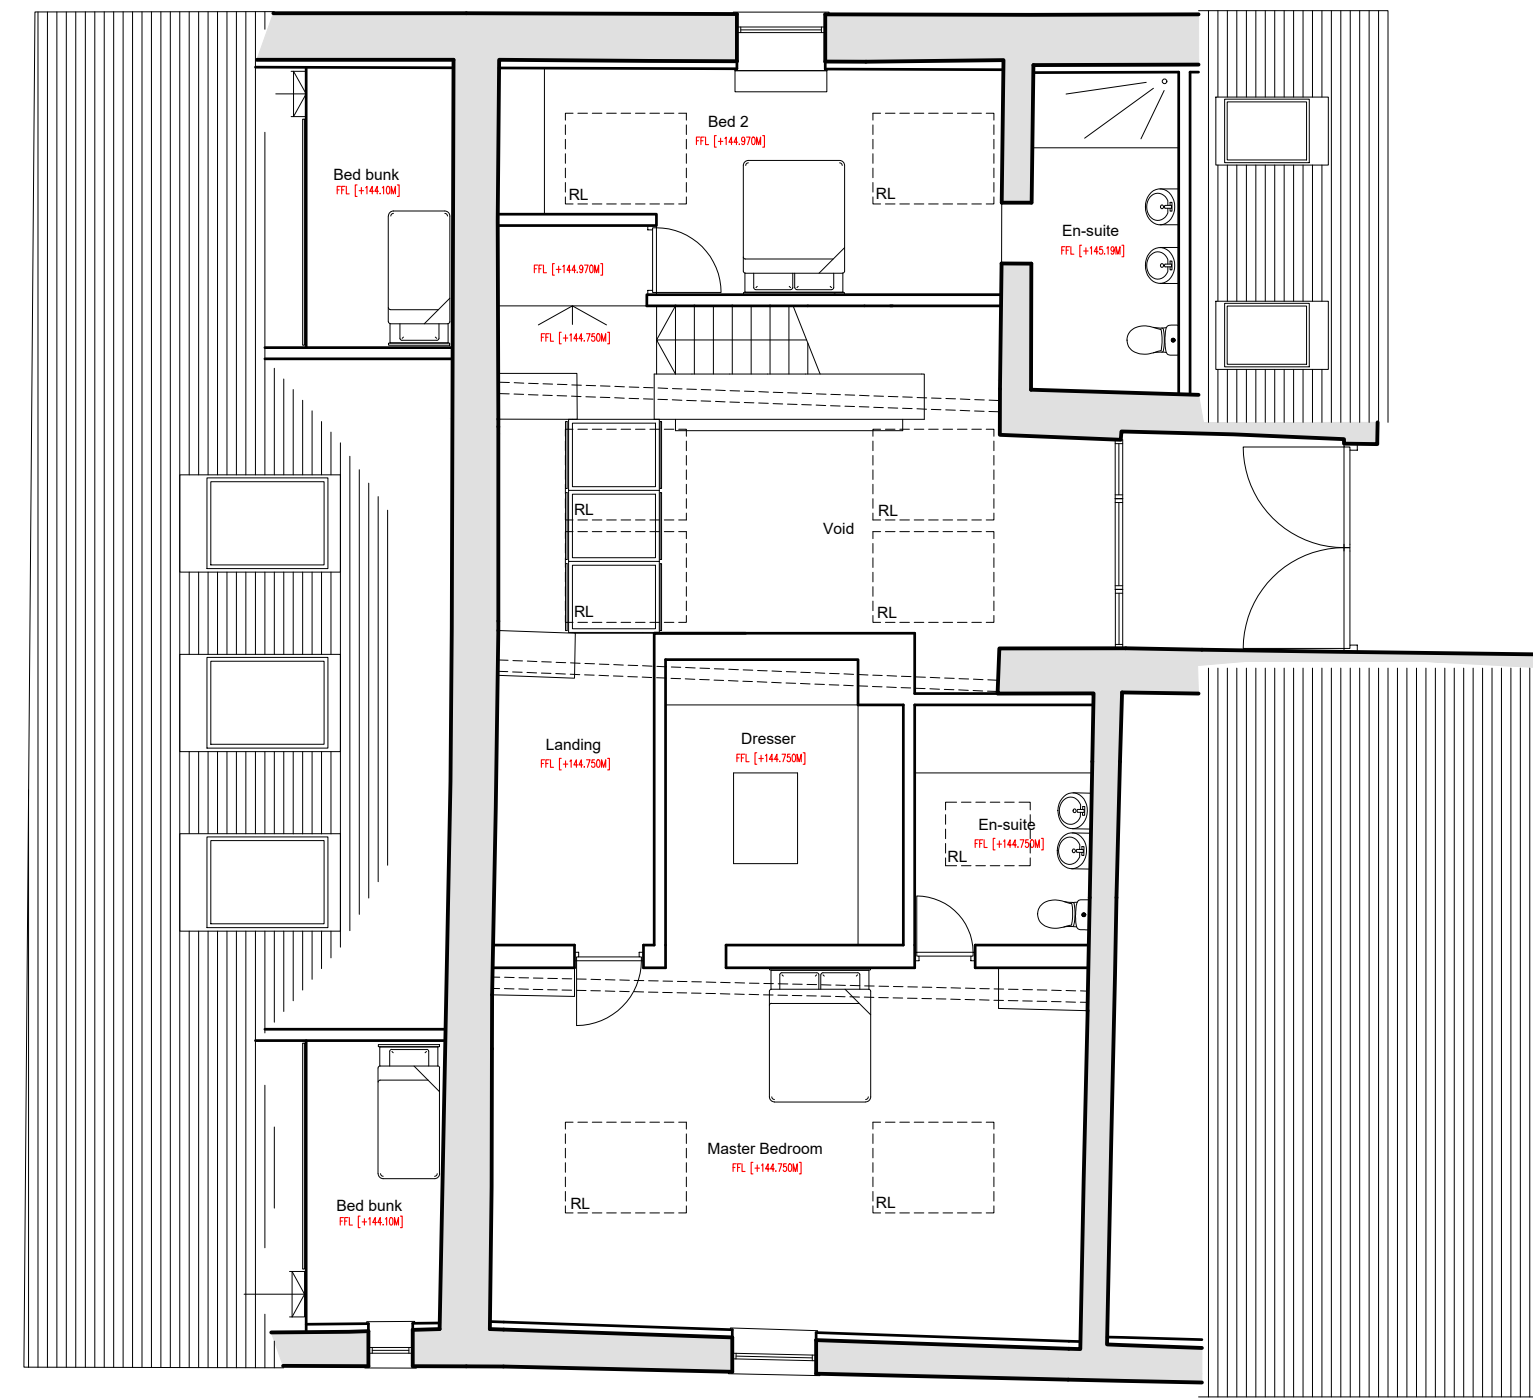 Bed 2
FFL [+144.970M]
RL
RL
Bed bunk
FFL [+144.10M]
En-suite
FFL [+145.19M]
FFL [+144.970M]
FFL [+144.750M]
RL
RL
Void
RL
RL
Landing
FFL [+144.750M]
Dresser
FFL [+144.750M]
En-suite
FFL [+144.750M]
RL
Master Bedroom
FFL [+144.750M]
RL
RL
Bed bunk
FFL [+144.10M]